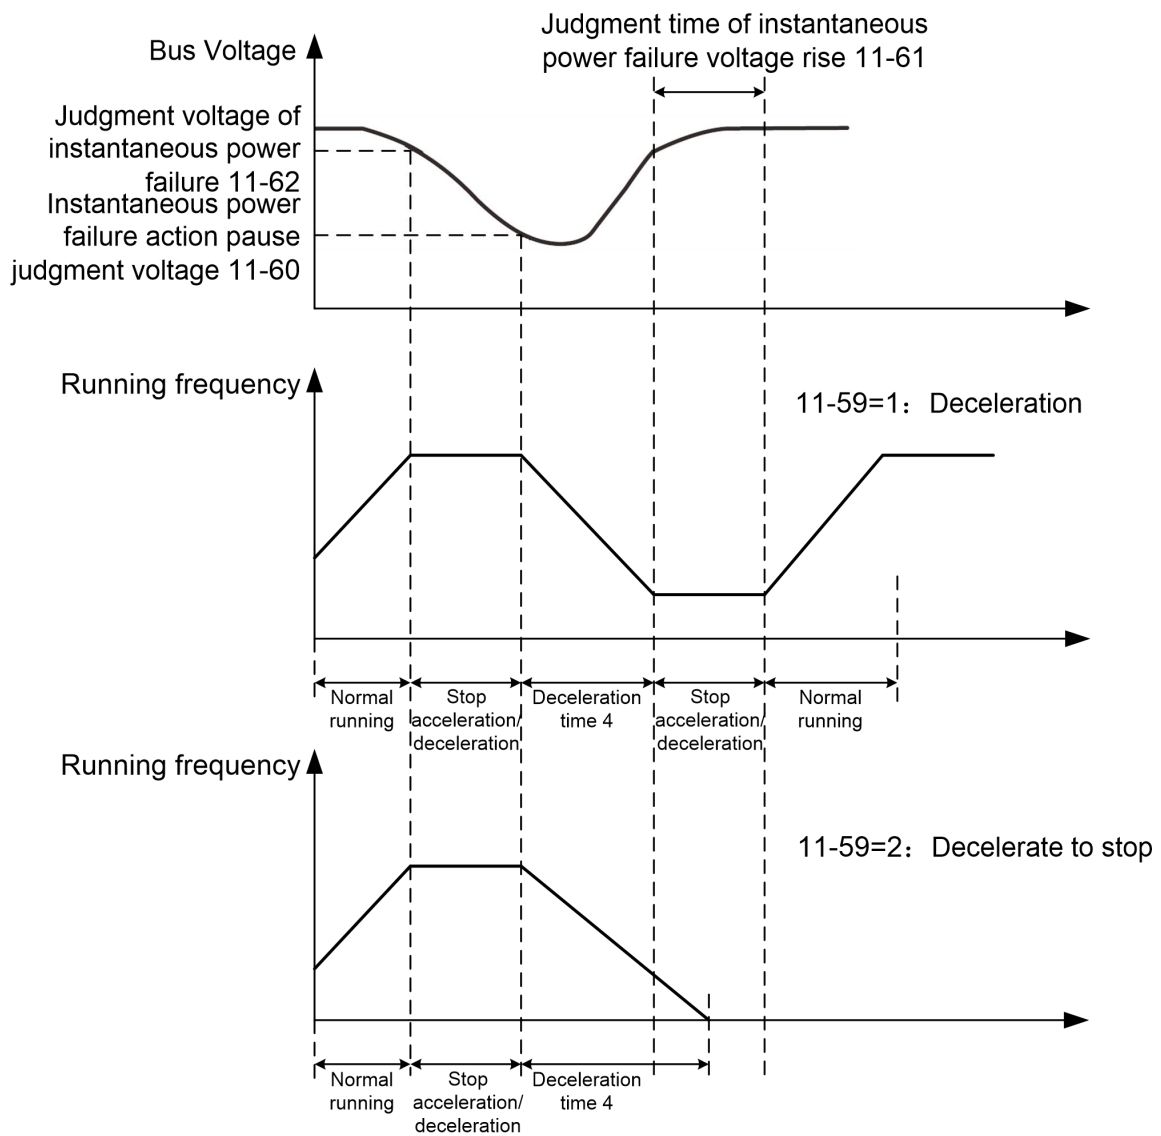 Judgment time of instantaneous
power failure voltage rise 11-61
Bus Voltage
Judgment voltage of
instantaneous power
failure 11-62
Instantaneous power
failure action pause
judgment voltage 11-60
Running frequency
11-59=1： Deceleration
Normal
running
Stop
acceleration/
deceleration
Deceleration
time 4
Stop
acceleration/
deceleration
Normal
running
Running frequency
11-59=2： Decelerate to stop
Normal
running
Stop
acceleration/
deceleration
Deceleration
time 4